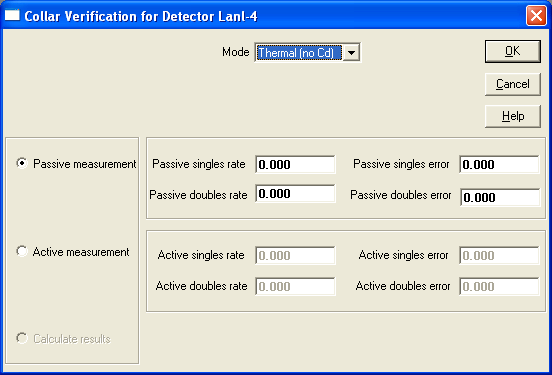 Collar Verification for Detector Lanl-4
Mode Thermal (no Cd)
OK
Cancel
Help
Passive measurement
Passive singles rate 0.000 Passive singles error 0.000
Passive doubles rate 0.000 Passive doubles error 0.000
Active measurement
Active singles rate 0.000 Active singles error 0.000
Active doubles rate 0.000 Active doubles error 0.000
Calculate results